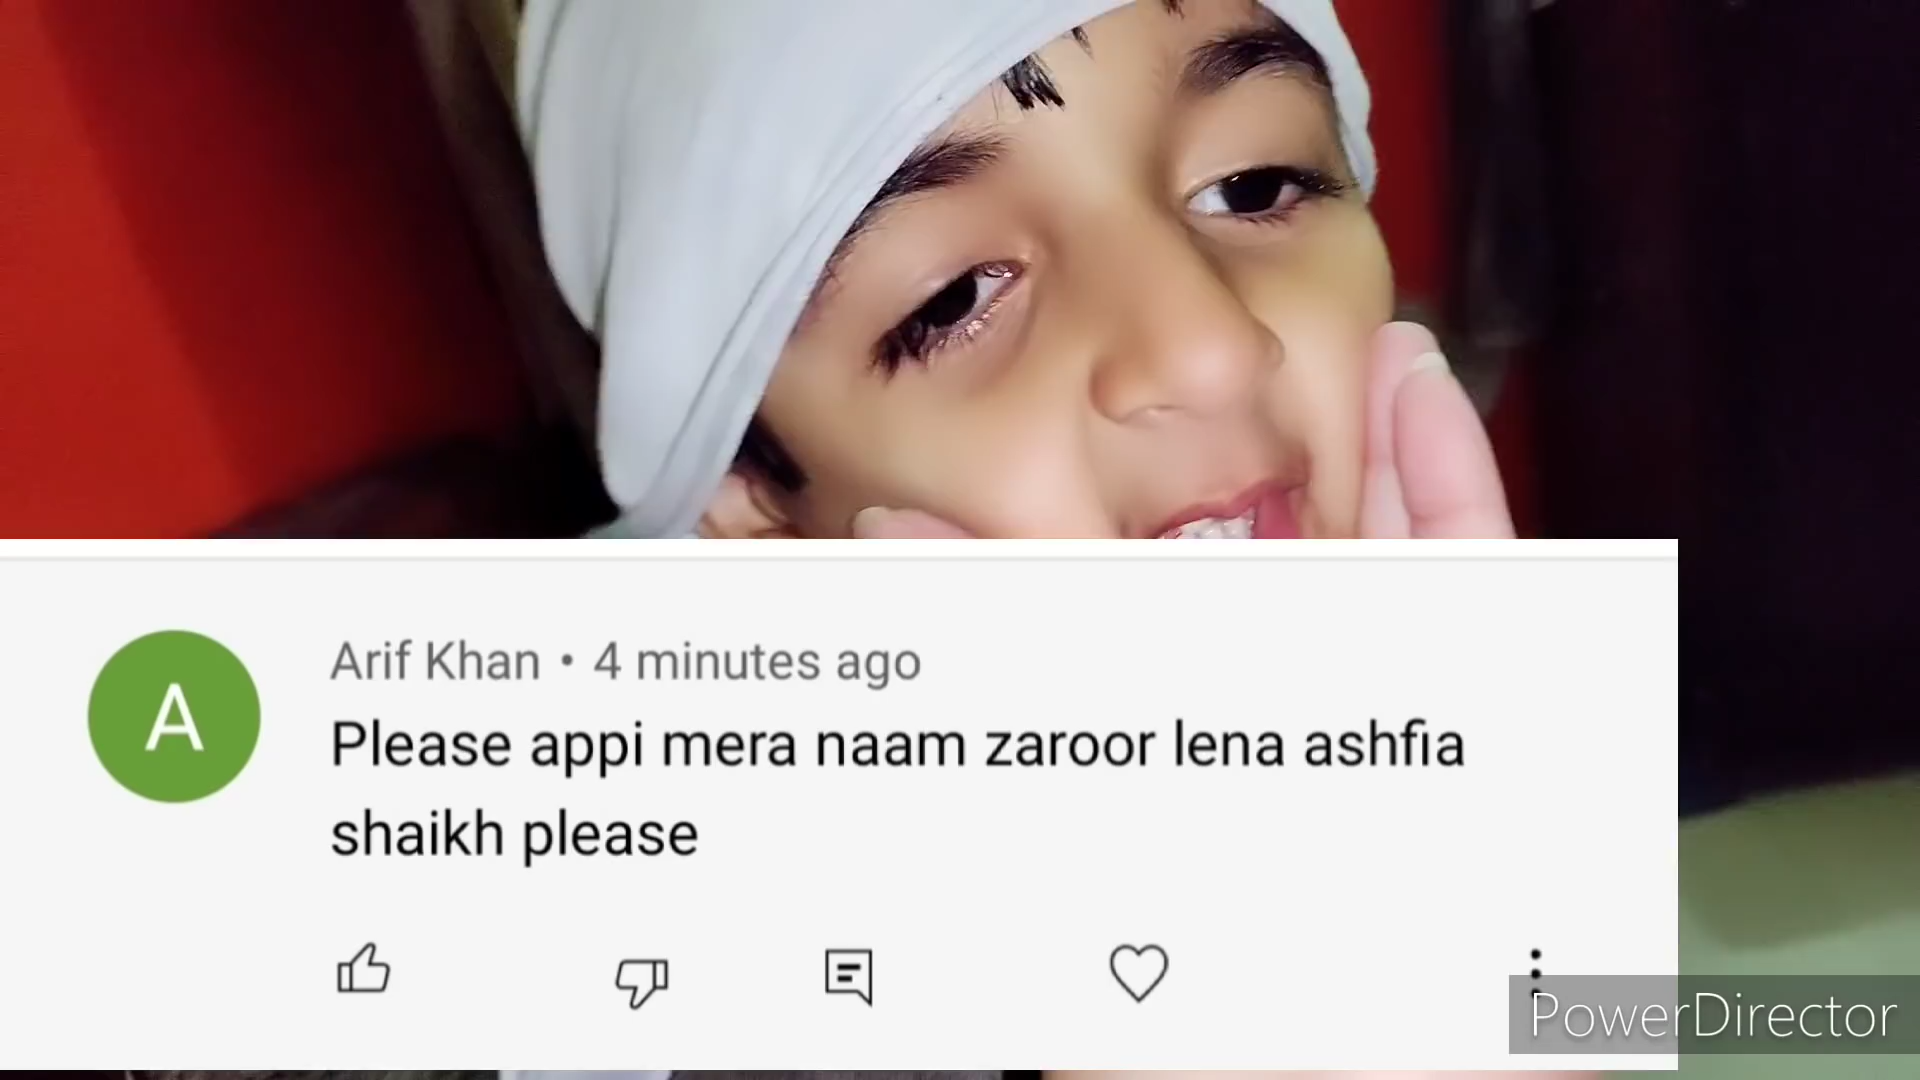 Arif Khan • 4 minutes ago
Please appi mera naam zaroor lena ashfia
shaikh please
A
PowerDirector